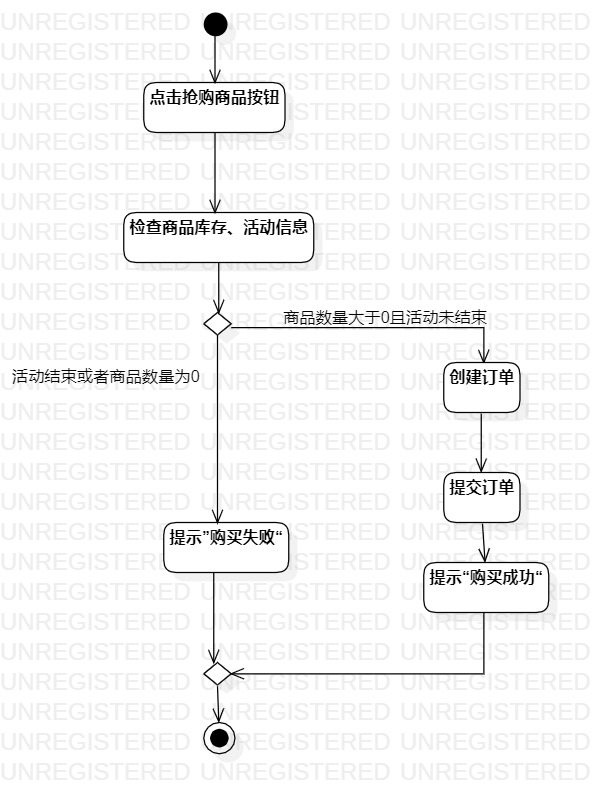 点击抢购商品按钮
检查商品库存、活动信息
商品数量大于0且活动未结束
活动结束或者商品数量为0
创建订单
提交订单
提示”购买失败“
提示“购买成功“
UNREGISTERED